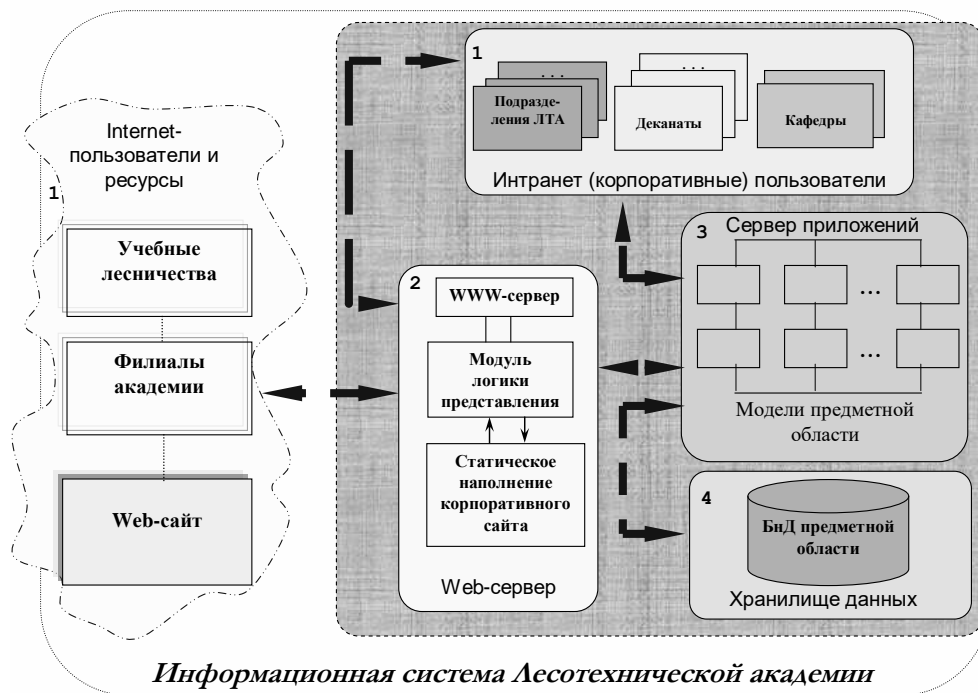 1
Internet-
пользователи и
ресурсы
Учебные
лесничества
Филиалы
академии
Web-сайт
1
. . .
Подразде-
ления ЛТА
. . .
Деканаты
Кафедры
Интранет (корпоративные) пользователи
2
WWW-сервер
Модуль
логики
представления
Статическое
наполнение
корпоративного
сайта
Web-сервер
3
Сервер приложений
...
...
Модели предметной
области
4
БнД предметной
области
Хранилище данных
Информационная система Лесотехнической академии